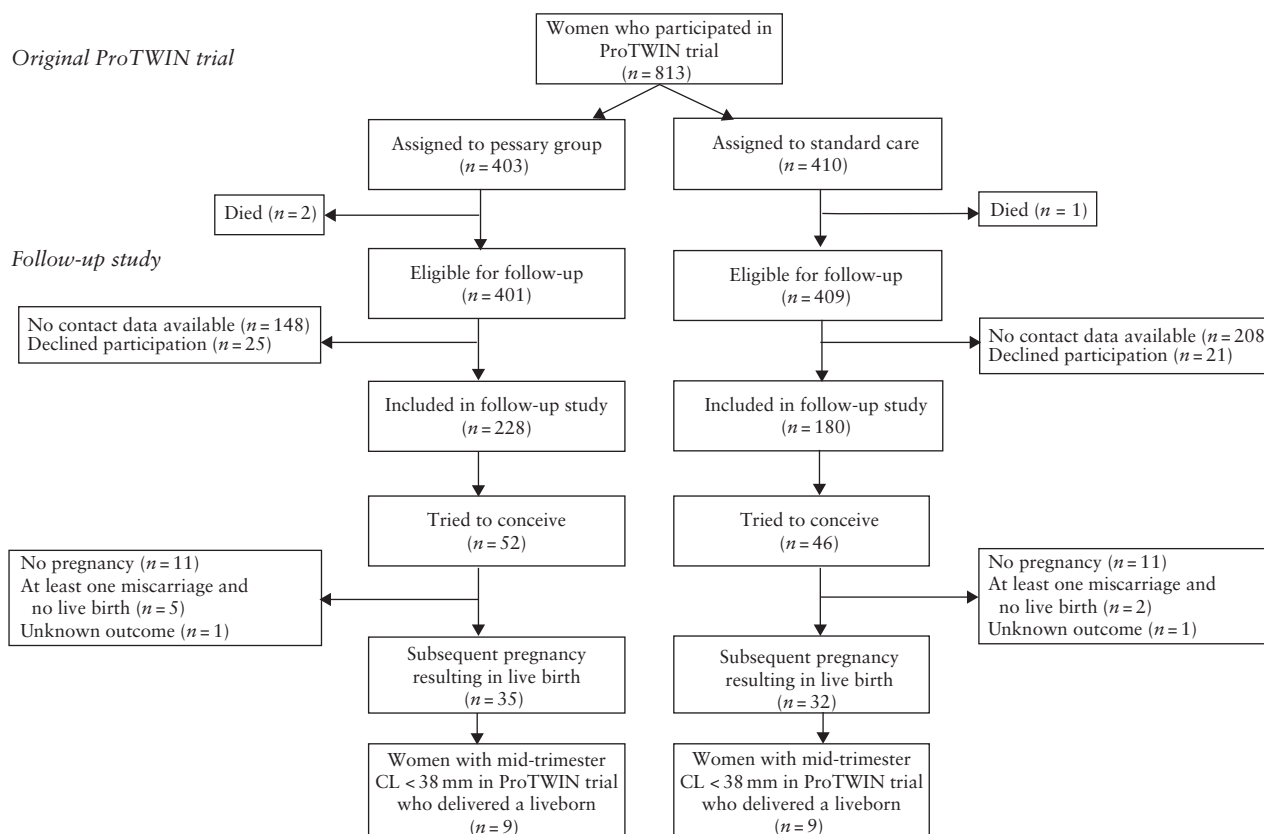 Women who participated in
ProTWIN trial
(n = 813)
Original ProTWIN trial
Assigned to pessary group
(n = 403)
Assigned to standard care
(n = 410)
Died (n = 2)
Died (n = 1)
Follow-up study
Eligible for follow-up
(n = 401)
Eligible for follow-up
(n = 409)
No contact data available (n = 148)
Declined participation (n = 25)
No contact data available (n = 208)
Declined participation (n = 21)
Included in follow-up study
(n = 228)
Included in follow-up study
(n = 180)
Tried to conceive
(n = 52)
Tried to conceive
(n = 46)
No pregnancy (n = 11)
At least one miscarriage and
no live birth (n = 5)
Unknown outcome (n = 1)
No pregnancy (n = 11)
At least one miscarriage and
no live birth (n = 2)
Unknown outcome (n = 1)
Subsequent pregnancy
resulting in live birth
(n = 35)
Subsequent pregnancy
resulting in live birth
(n = 32)
Women with mid-trimester
CL < 38 mm in ProTWIN trial
who delivered a liveborn
(n = 9)
Women with mid-trimester
CL < 38 mm in ProTWIN trial
who delivered a liveborn
(n = 9)